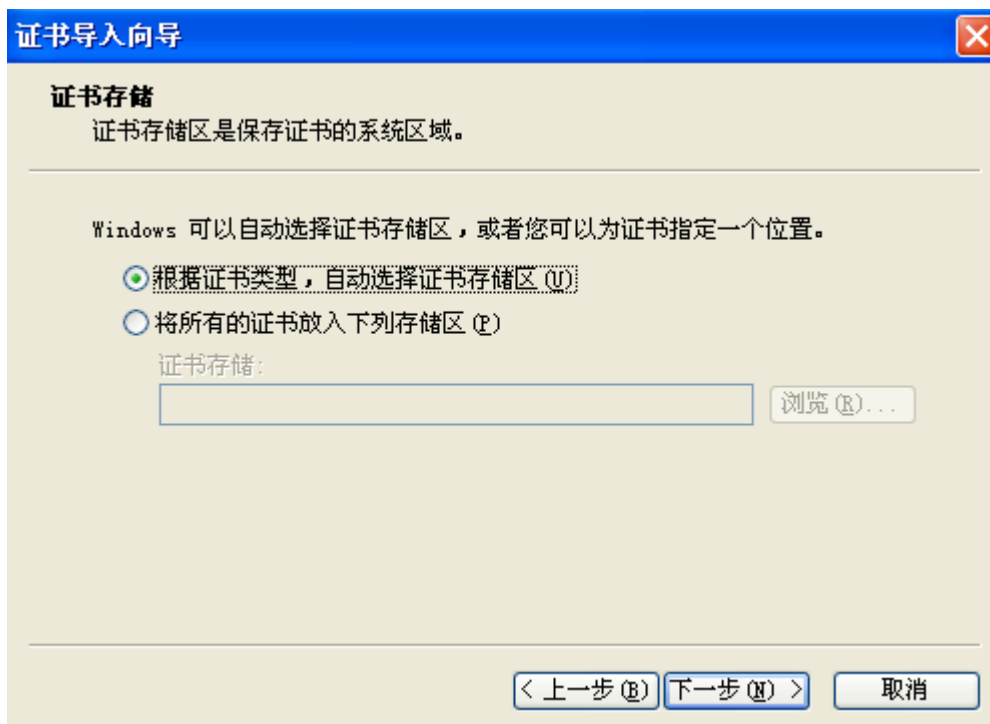 证书导入向导
证书存储
证书存储区是保存证书的系统区域。
Windows 可以自动选择证书存储区，或者您可以为证书指定一个位置。
根据证书类型，自动选择证书存储区(U)
将所有的证书放入下列存储区(P)
证书存储:
浏览(R)...
< 上一步(B) 下一步(N) > 取消